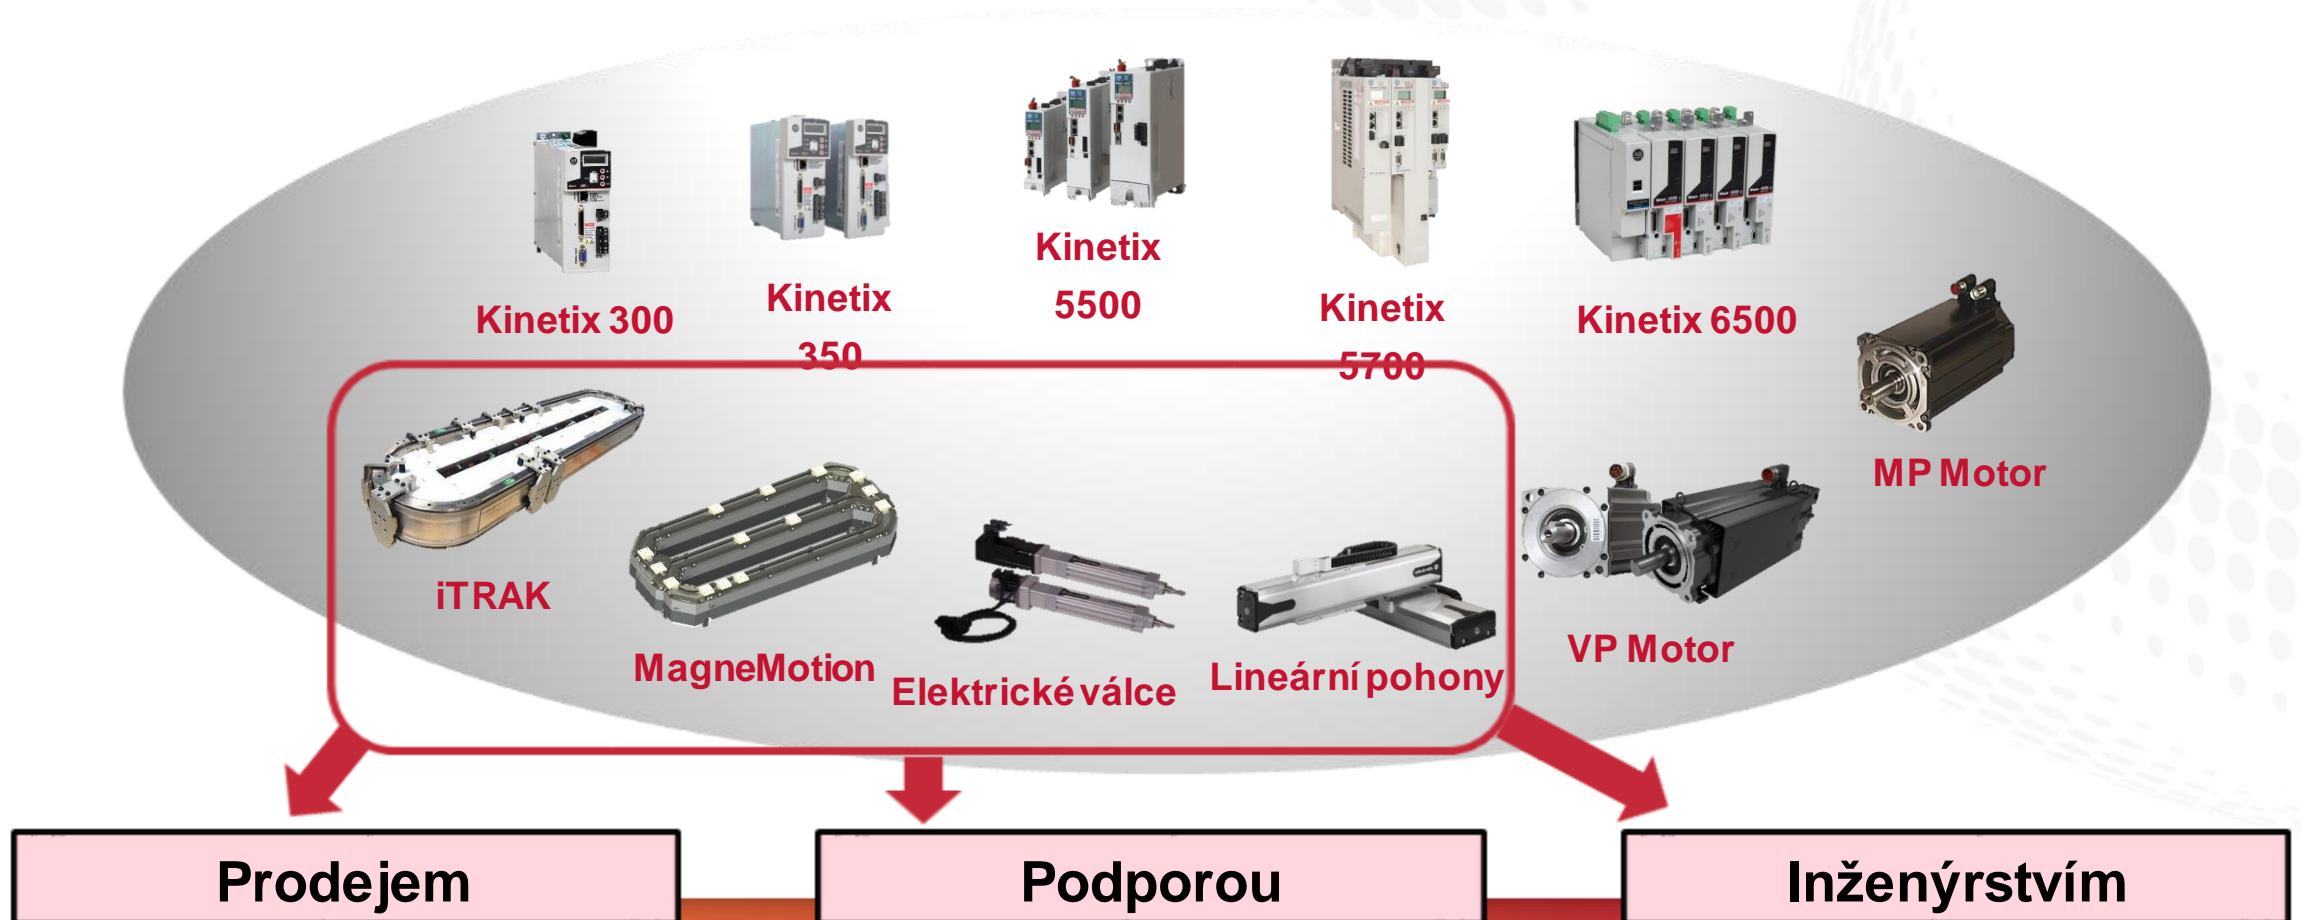 Kinetix 300
Kinetix
350
Kinetix
5500
Kinetix
5700
Kinetix 6500
MP Motor
iTRAK
MagneMotion
Elektrické válce
Lineární pohony
VP Motor
Prodejem
Podporou
Inženýrstvím